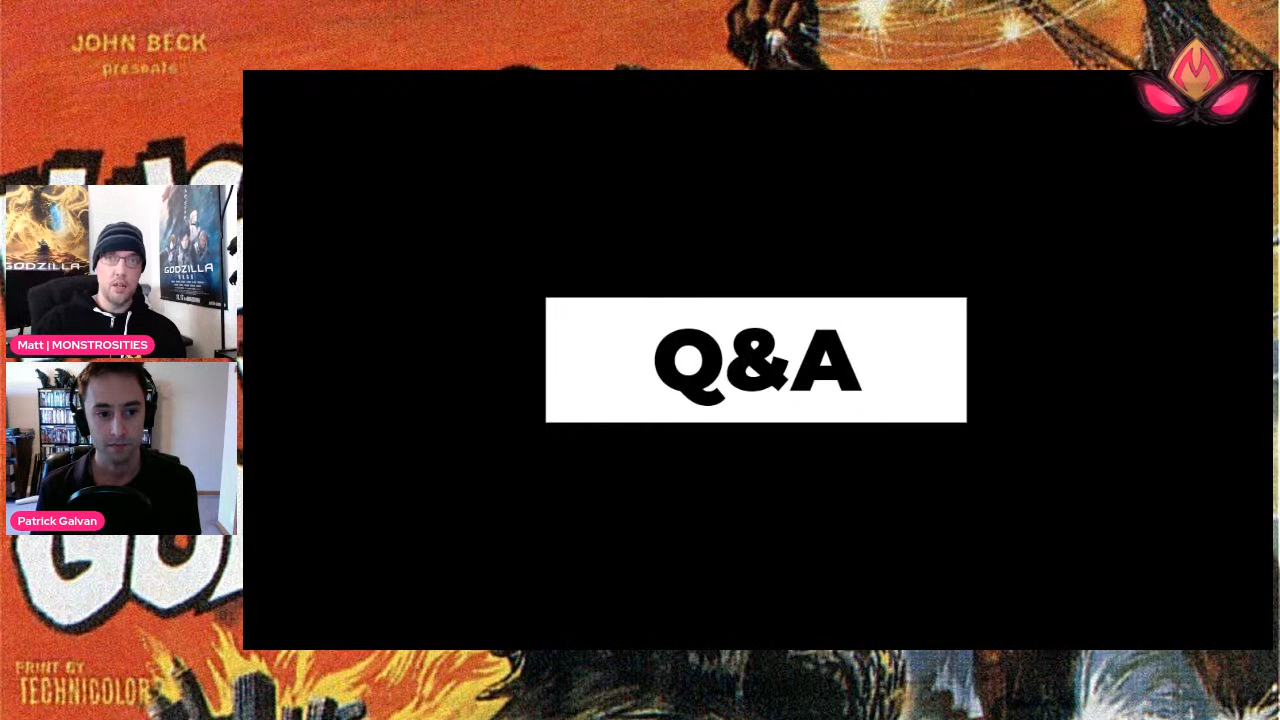 JOHN BECK
presents
GODZILLA
GODZILLA
Matt | MONSTROSITIES
Q&A
Patrick Galvan
PRINT BY
TECHNICOLOR